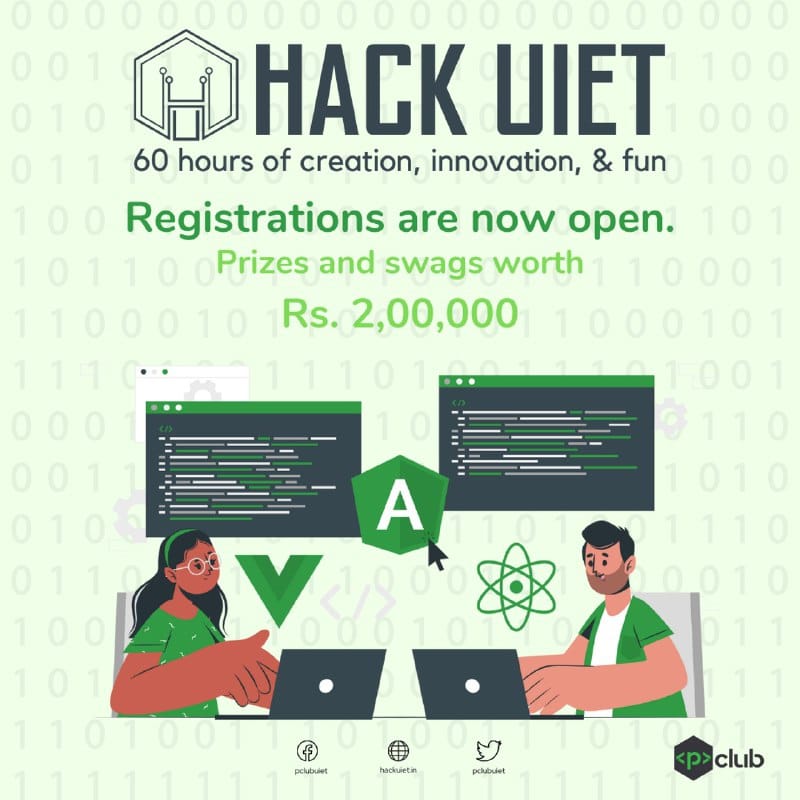 HACK UIET
60 hours of creation, innovation, & fun
Registrations are now open.
Prizes and swags worth
Rs. 2,00,000
</>
</>
A
</>
pclubuiet
hackuiet.in
pclubuiet
<p>club